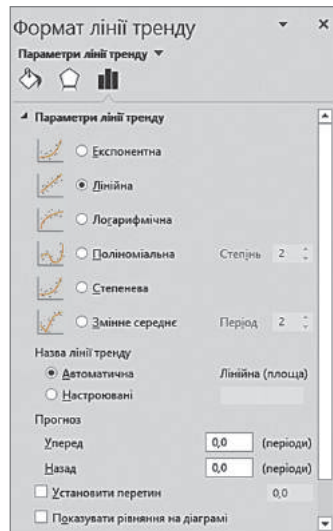 Формат лінії тренду
Параметри лінії тренду
Параметри лінії тренду
Експонентна
Лінійна
Логарифмічна
Поліноміальна Степінь 2
Степенева
Змінне середнє Період 2
Назва лінії тренду
Автоматична Лінійна (площа)
Настроювані
Прогноз
Уперед 0,0 (періоди)
Назад 0,0 (періоди)
Установити перетин 0,0
Показувати рівняння на діаграмі